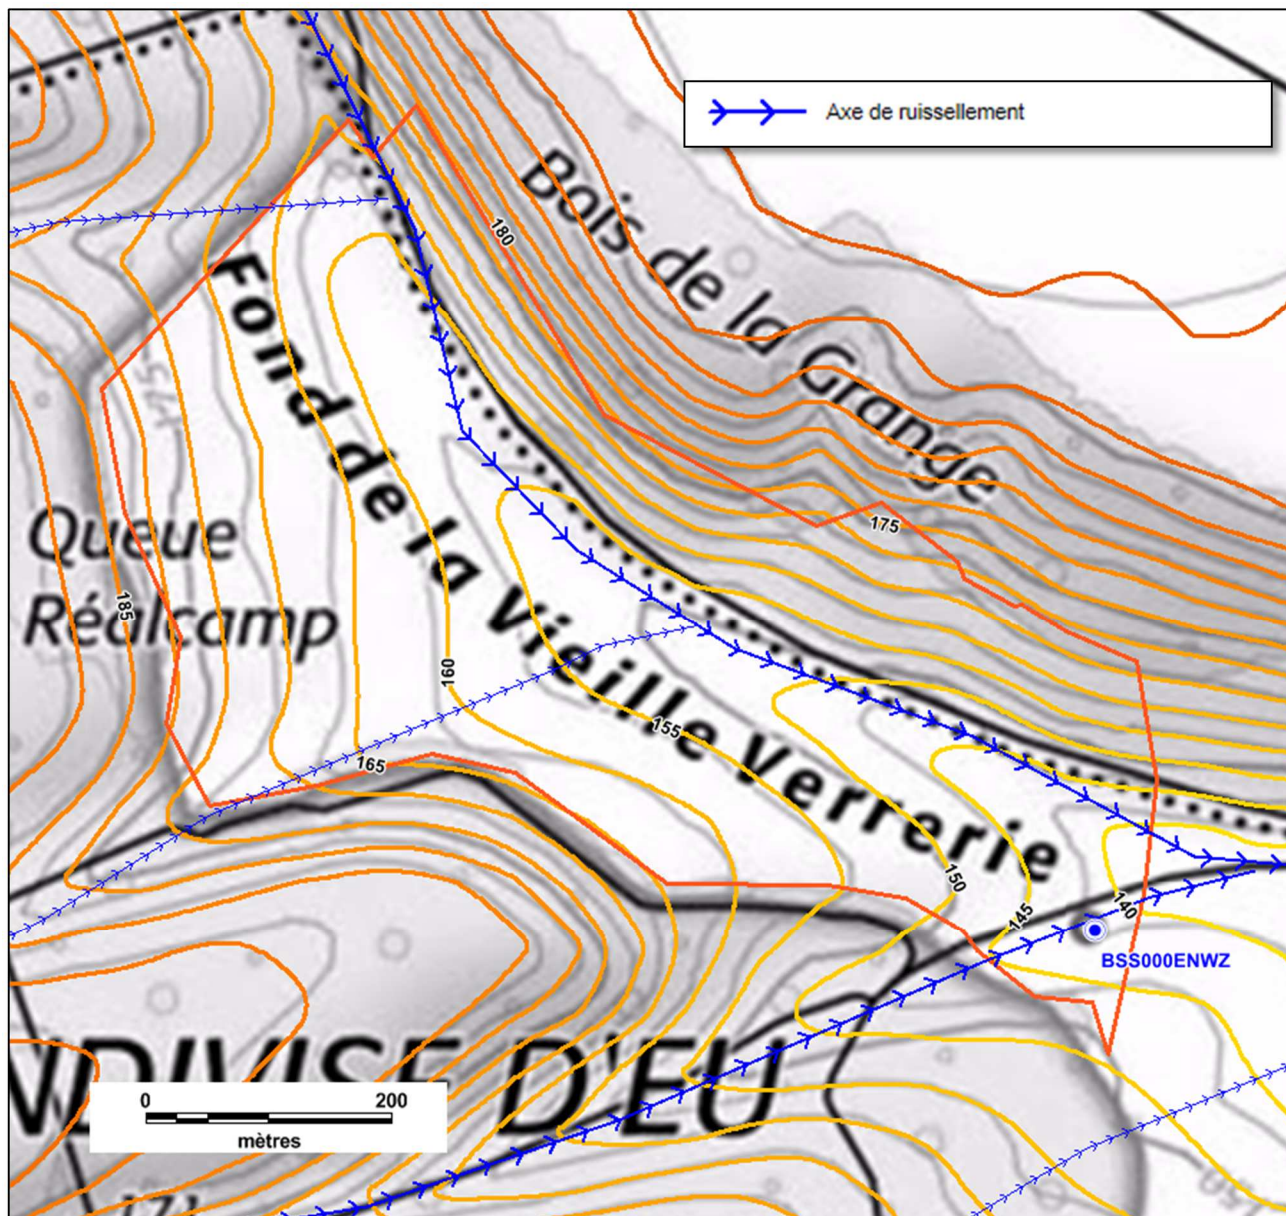 Axe de ruissellement
Bois de la Grange
180
Fond de la Vieille Verrerie
175
175
Queue
Réalcamp
185
160
155
165
150
145
140
BSS000ENWZ
NDIVISE D'EU
0
200
mètres